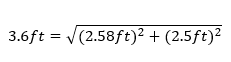 3.6ft = √(2.58ft)² + (2.5ft)²